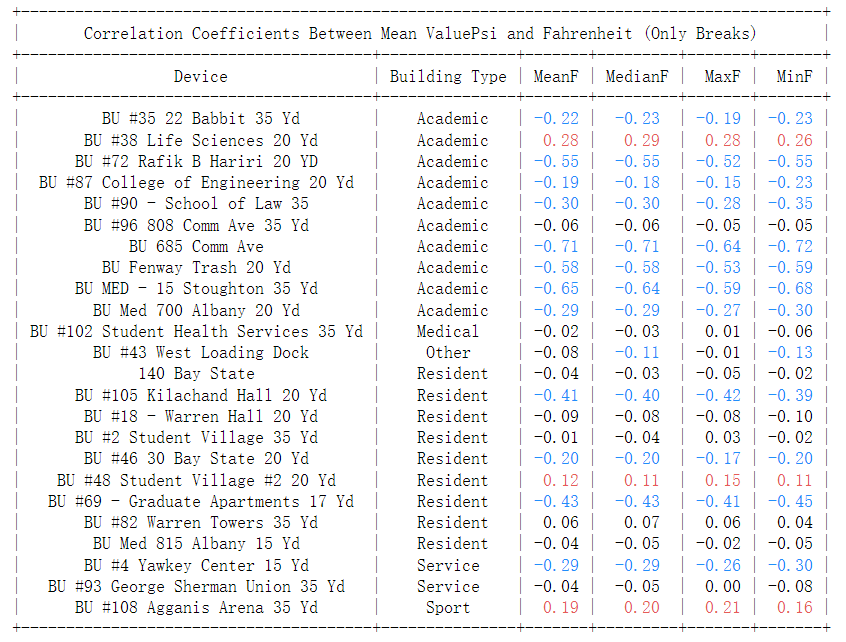 Correlation Coefficients Between Mean ValuePsi and Fahrenheit (Only Breaks)
Device | Building Type | MeanF | MedianF | MaxF | MinF
BU #35 22 Babbit 35 Yd | Academic | -0.22 | -0.23 | -0.19 | -0.23
BU #38 Life Sciences 20 Yd | Academic | 0.28 | 0.29 | 0.28 | 0.26
BU #72 Rafik B Hariri 20 YD | Academic | -0.55 | -0.55 | -0.52 | -0.55
BU #87 College of Engineering 20 Yd | Academic | -0.19 | -0.18 | -0.15 | -0.23
BU #90 - School of Law 35 | Academic | -0.30 | -0.30 | -0.28 | -0.35
BU #96 808 Comm Ave 35 Yd | Academic | -0.06 | -0.06 | -0.05 | -0.05
BU 685 Comm Ave | Academic | -0.71 | -0.71 | -0.64 | -0.72
BU Fenway Trash 20 Yd | Academic | -0.58 | -0.58 | -0.53 | -0.59
BU MED - 15 Stoughton 35 Yd | Academic | -0.65 | -0.64 | -0.59 | -0.68
BU Med 700 Albany 20 Yd | Academic | -0.29 | -0.29 | -0.27 | -0.30
BU #102 Student Health Services 35 Yd | Medical | -0.02 | -0.03 | 0.01 | -0.06
BU #43 West Loading Dock | Other | -0.08 | -0.11 | -0.01 | -0.13
140 Bay State | Resident | -0.04 | -0.03 | -0.05 | -0.02
BU #105 Kilachand Hall 20 Yd | Resident | -0.41 | -0.40 | -0.42 | -0.39
BU #18 - Warren Hall 20 Yd | Resident | -0.09 | -0.08 | -0.08 | -0.10
BU #2 Student Village 35 Yd | Resident | -0.01 | -0.04 | 0.03 | -0.02
BU #46 30 Bay State 20 Yd | Resident | -0.20 | -0.20 | -0.17 | -0.20
BU #48 Student Village #2 20 Yd | Resident | 0.12 | 0.11 | 0.15 | 0.11
BU #69 - Graduate Apartments 17 Yd | Resident | -0.43 | -0.43 | -0.41 | -0.45
BU #82 Warren Towers 35 Yd | Resident | 0.06 | 0.07 | 0.06 | 0.04
BU Med 815 Albany 15 Yd | Resident | -0.04 | -0.05 | -0.02 | -0.05
BU #4 Yawkey Center 15 Yd | Service | -0.29 | -0.29 | -0.26 | -0.30
BU #93 George Sherman Union 35 Yd | Service | -0.04 | -0.05 | 0.00 | -0.08
BU #108 Agganis Arena 35 Yd | Sport | 0.19 | 0.20 | 0.21 | 0.16